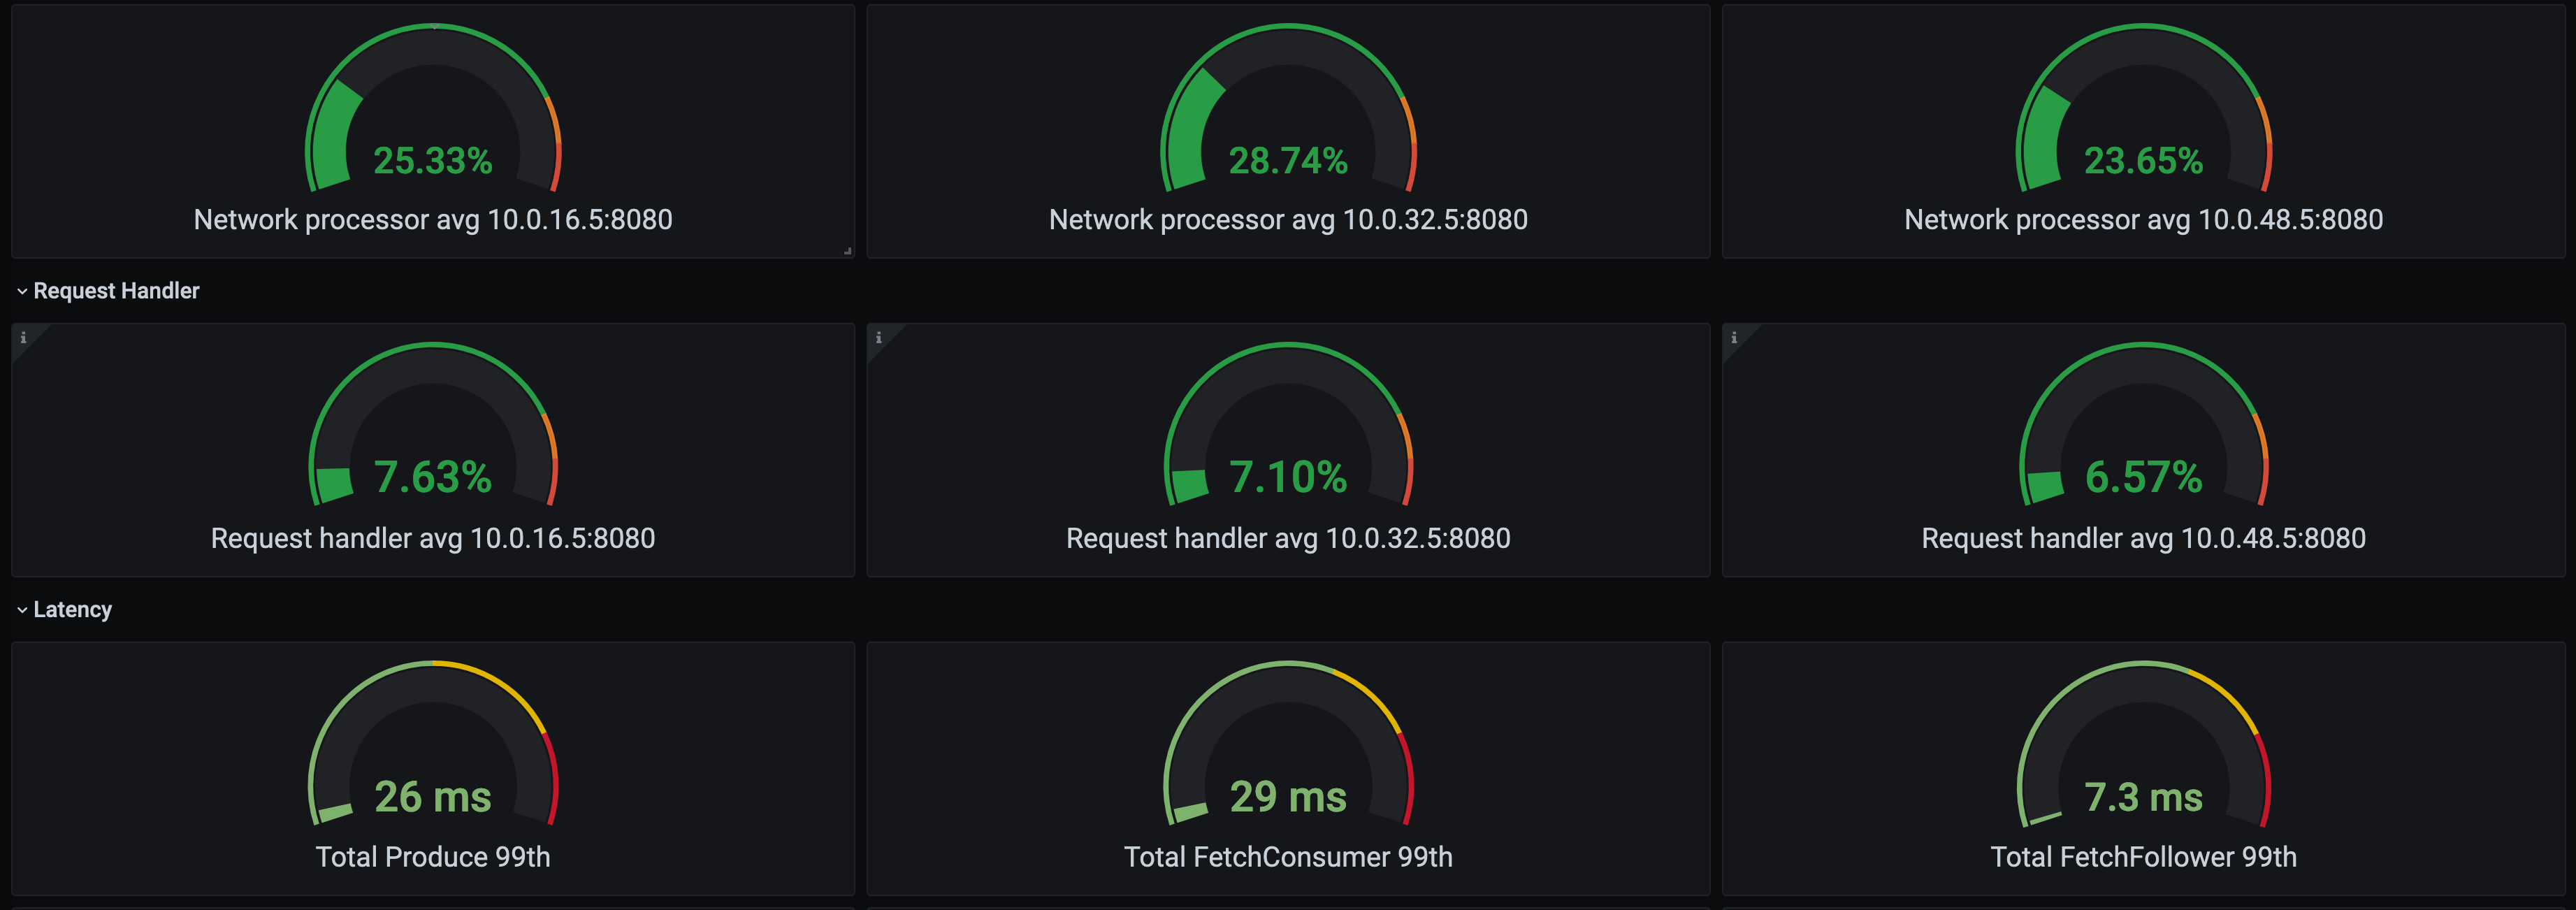 25.33%
28.74%
23.65%
Network processor avg 10.0.16.5:8080
Network processor avg 10.0.32.5:8080
Network processor avg 10.0.48.5:8080
Request Handler
i
i
i
7.63%
7.10%
6.57%
Request handler avg 10.0.16.5:8080
Request handler avg 10.0.32.5:8080
Request handler avg 10.0.48.5:8080
Latency
26 ms
29 ms
7.3 ms
Total Produce 99th
Total FetchConsumer 99th
Total FetchFollower 99th